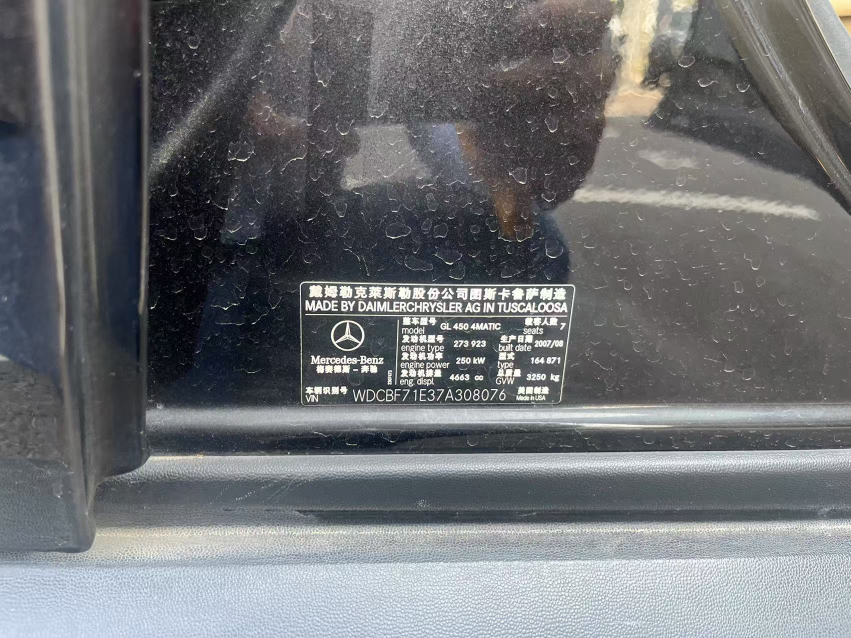 戴姆勒克莱斯勒股份公司图斯卡鲁萨制造
MADE BY DAIMLERCHRYSLER AG IN TUSCALOOSA
整车型号 GL 450 4MATIC 载客人数 7
model seats
发动机型号 273 923 生产日期 2007/08
engine type built date
发动机功率 250 kW 型式 164 871
engine power type
发动机排量 4663 cc 总质量 3250 kg
eng. displ. GVW
Mercedes-Benz
梅赛德斯-奔驰
车辆识别号 WDCBF71E37A308076 美国制造
VIN Made in USA